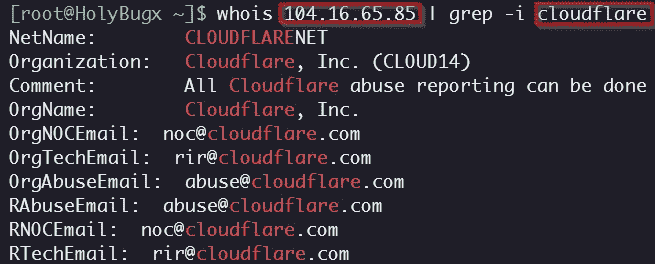 [root@HolyBugx ~]$ whois 104.16.65.85 | grep -i cloudflare
NetName:        CLOUDFLARENET
Organization:   Cloudflare, Inc. (CLOUD14)
Comment:        All Cloudflare abuse reporting can be done
OrgName:        Cloudflare, Inc.
OrgNOCEmail:  noc@cloudflare.com
OrgTechEmail:  rir@cloudflare.com
OrgAbuseEmail:  abuse@cloudflare.com
RAbuseEmail:  abuse@cloudflare.com
RNOCEmail:  noc@cloudflare.com
RTechEmail:  rir@cloudflare.com